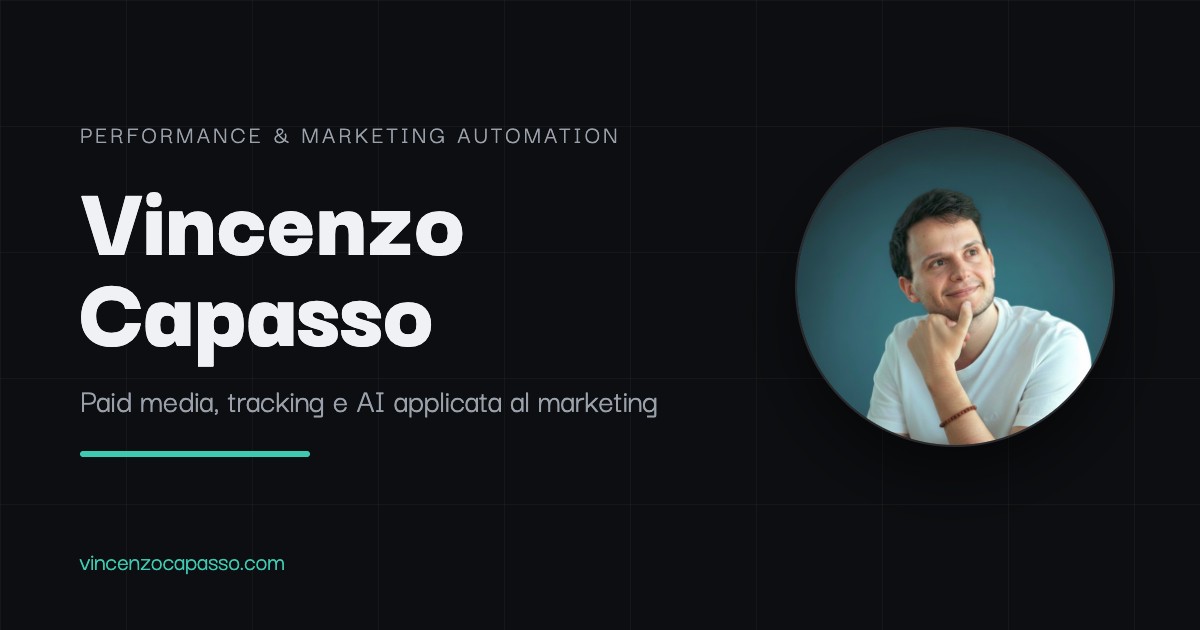 PERFORMANCE & MARKETING AUTOMATION
Vincenzo
Capasso
Paid media, tracking e AI applicata al marketing
vincenzocapasso.com